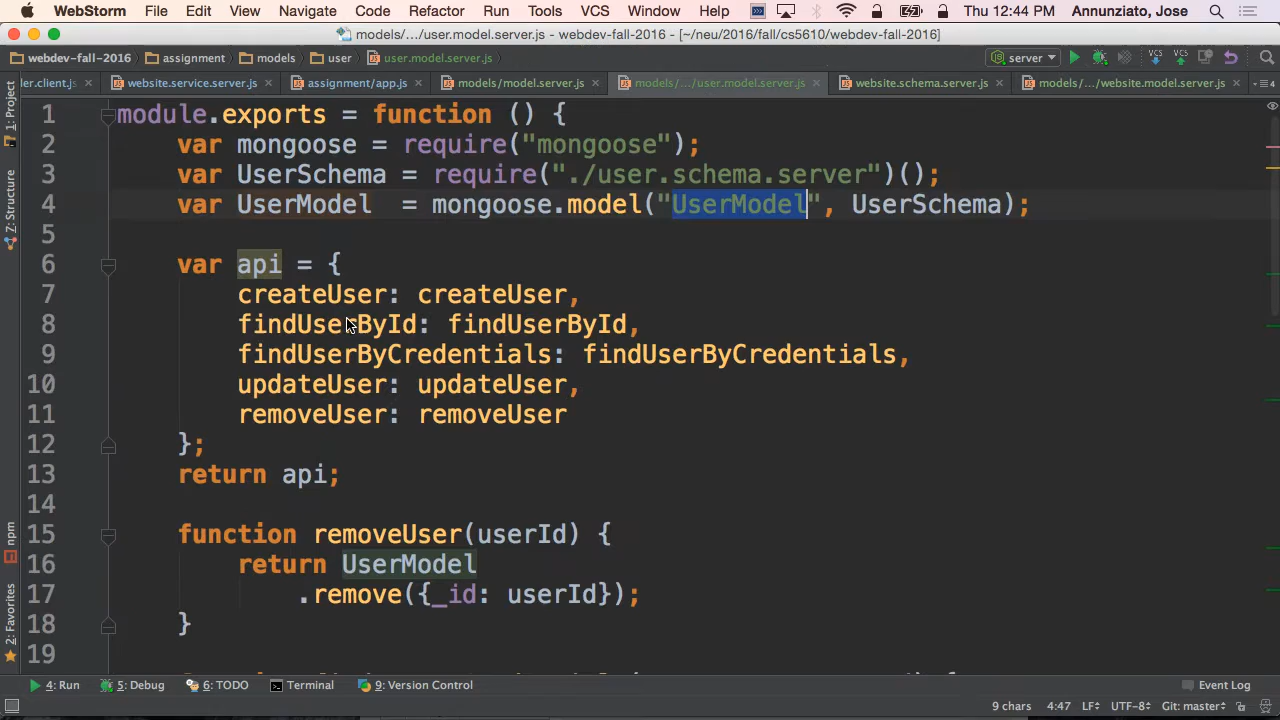 WebStorm File Edit View Navigate Code Refactor Run Tools VCS Window Help Thu 12:44 PM Annunziato, Jose
models/.../user.model.server.js - webdev-fall-2016 - [~/neu/2016/fall/cs5610/webdev-fall-2016]
webdev-fall-2016 assignment models user user.model.server.js server VCS VCS
ler.client.js website.service.server.js assignment/app.js models/model.server.js models/.../user.model.server.js website.schema.server.js models/.../website.model.server.js
1: Project
Z: Structure
npm
2: Favorites
1 module.exports = function () {
2 var mongoose = require("mongoose");
3 var UserSchema = require("./user.schema.server")();
4 var UserModel = mongoose.model("UserModel", UserSchema);
5
6 var api = {
7 createUser: createUser,
8 findUserById: findUserById,
9 findUserByCredentials: findUserByCredentials,
10 updateUser: updateUser,
11 removeUser: removeUser
12 };
13 return api;
14
15 function removeUser(userId) {
16 return UserModel
17 .remove({_id: userId});
18 }
19
4: Run 5: Debug 6: TODO Terminal 9: Version Control Event Log
9 chars 4:47 LF UTF-8 Git: master